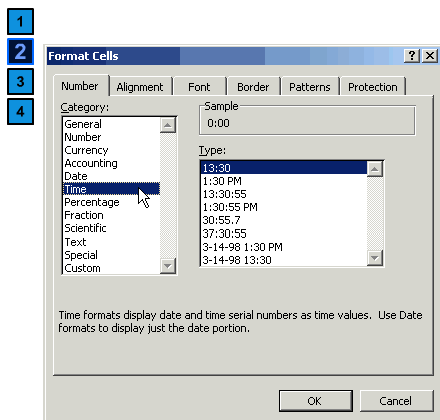 1
2
3
4
Format Cells
Number Alignment Font Border Patterns Protection
Category:
General
Number
Currency
Accounting
Date
Time
Percentage
Fraction
Scientific
Text
Special
Custom
Sample
0:00
Type:
13:30
1:30 PM
13:30:55
1:30:55 PM
30:55.7
37:30:55
3-14-98 1:30 PM
3-14-98 13:30
Time formats display date and time serial numbers as time values. Use Date
formats to display just the date portion.
OK Cancel